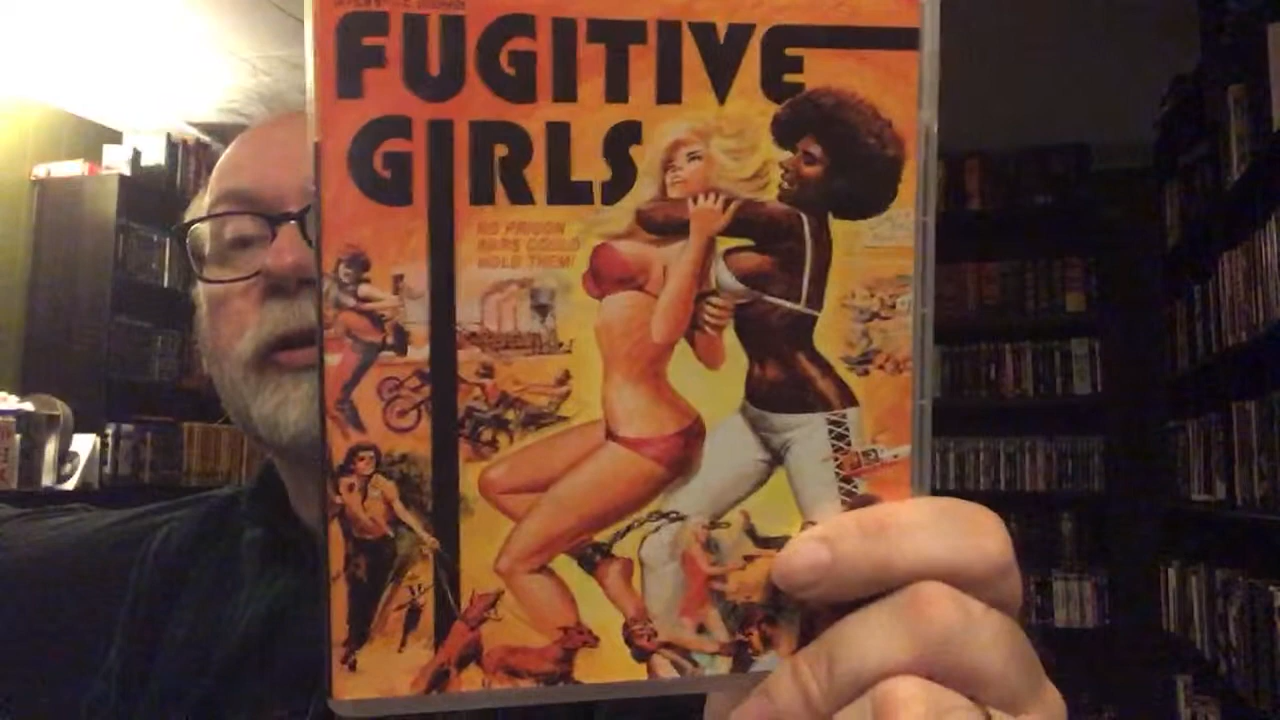 FUGITIVE
GIRLS
NO PRISON
BARS COULD
HOLD THEM!